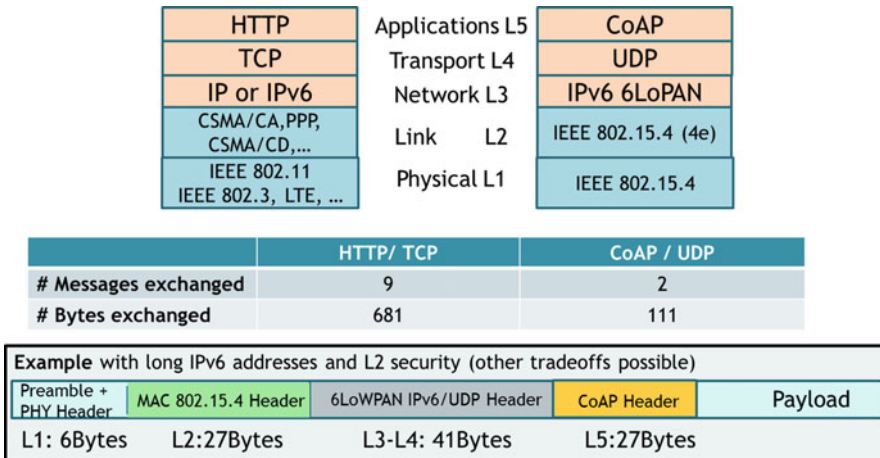 HTTP Applications L5 CoAP
TCP Transport L4 UDP
IP or IPv6 Network L3 IPv6 6LoPAN
CSMA/CA,PPP,
CSMA/CD,... Link L2 IEEE 802.15.4 (4e)
IEEE 802.11
IEEE 802.3, LTE, ... Physical L1 IEEE 802.15.4
HTTP/ TCP CoAP / UDP
# Messages exchanged 9 2
# Bytes exchanged 681 111
Example with long IPv6 addresses and L2 security (other tradeoffs possible)
Preamble +
PHY Header MAC 802.15.4 Header 6LoWPAN IPv6/UDP Header CoAP Header Payload
L1: 6Bytes L2:27Bytes L3-L4: 41Bytes L5:27Bytes